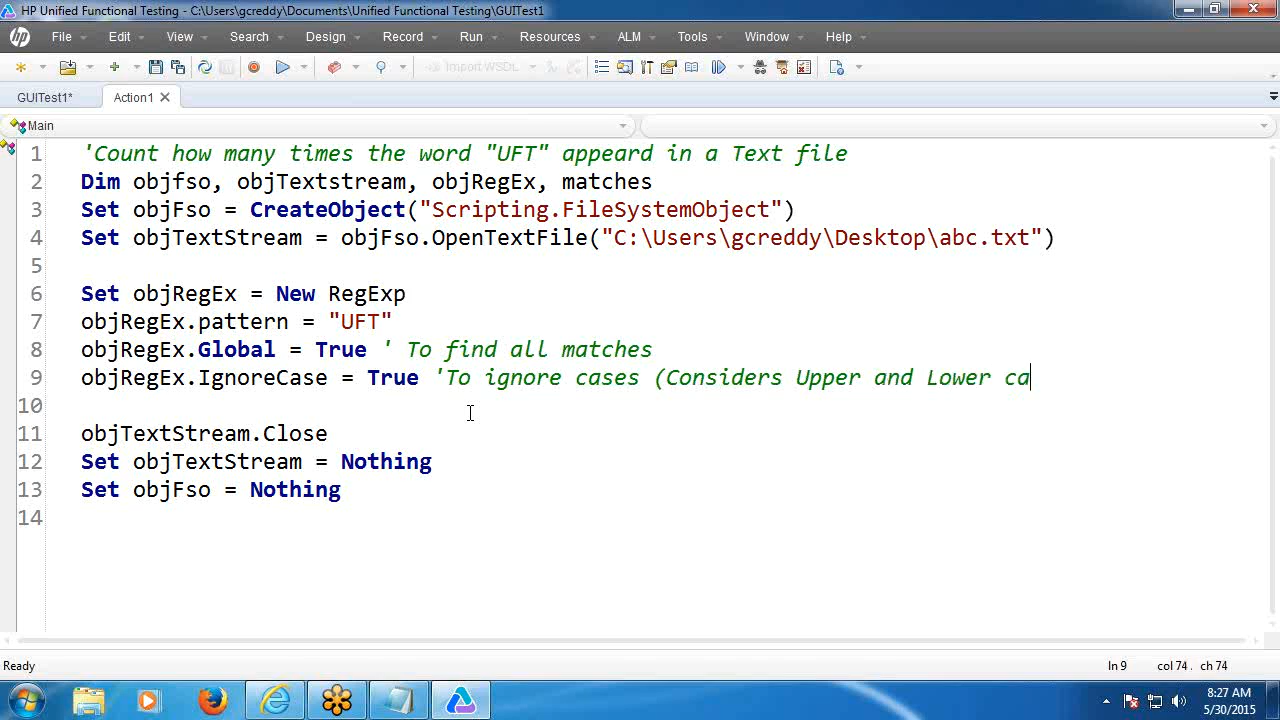 HP Unified Functional Testing - C:\Users\gcreddy\Documents\Unified Functional Testing\GUITest1
hp File Edit View Search Design Record Run Resources ALM Tools Window Help
Import WSDL
GUITest1* Action1
Main
1 'Count how many times the word "UFT" appeard in a Text file
2 Dim objfso, objTextstream, objRegEx, matches
3 Set objFso = CreateObject("Scripting.FileSystemObject")
4 Set objTextStream = objFso.OpenTextFile("C:\Users\gcreddy\Desktop\abc.txt")
5
6 Set objRegEx = New RegExp
7 objRegEx.pattern = "UFT"
8 objRegEx.Global = True ' To find all matches
9 objRegEx.IgnoreCase = True 'To ignore cases (Considers Upper and Lower ca
10
11 objTextStream.Close
12 Set objTextStream = Nothing
13 Set objFso = Nothing
14
Ready ln 9 col 74 . ch 74
8:27 AM
5/30/2015